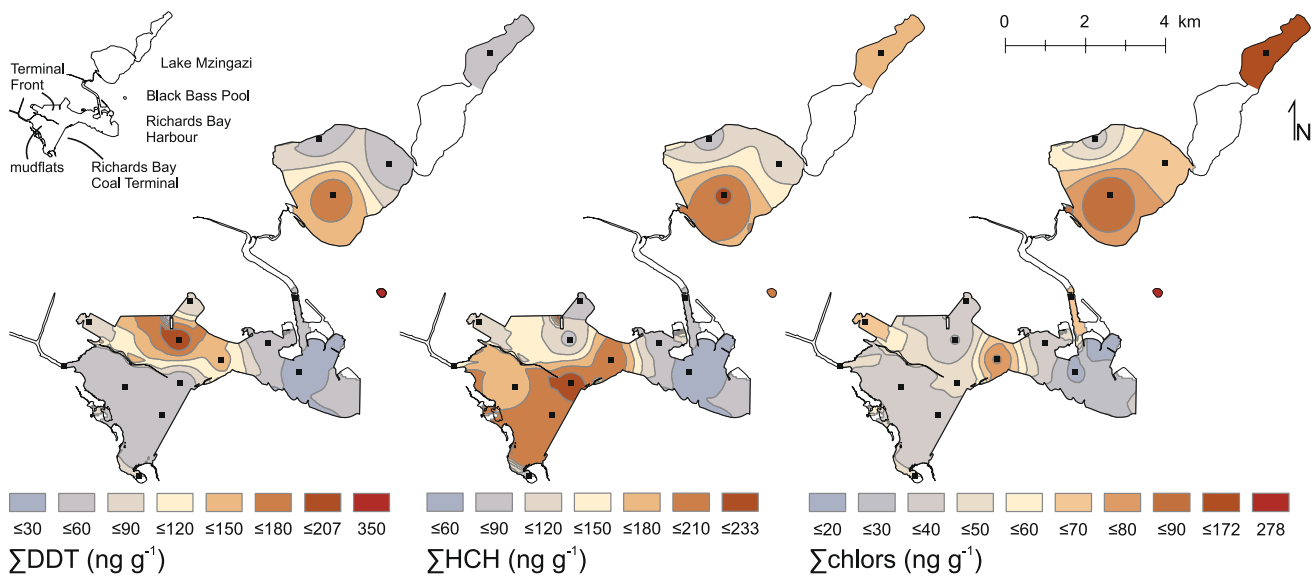 0 2 4 km
Terminal
Front
Lake Mzingazi
Black Bass Pool
Richards Bay
Harbour
mudflats
Richards Bay
Coal Terminal
N
≤30 ≤60 ≤90 ≤120 ≤150 ≤180 ≤207 350
∑DDT (ng g⁻¹)
≤60 ≤90 ≤120 ≤150 ≤180 ≤210 ≤233
∑HCH (ng g⁻¹)
≤20 ≤30 ≤40 ≤50 ≤60 ≤70 ≤80 ≤90 ≤172 278
∑chlors (ng g⁻¹)